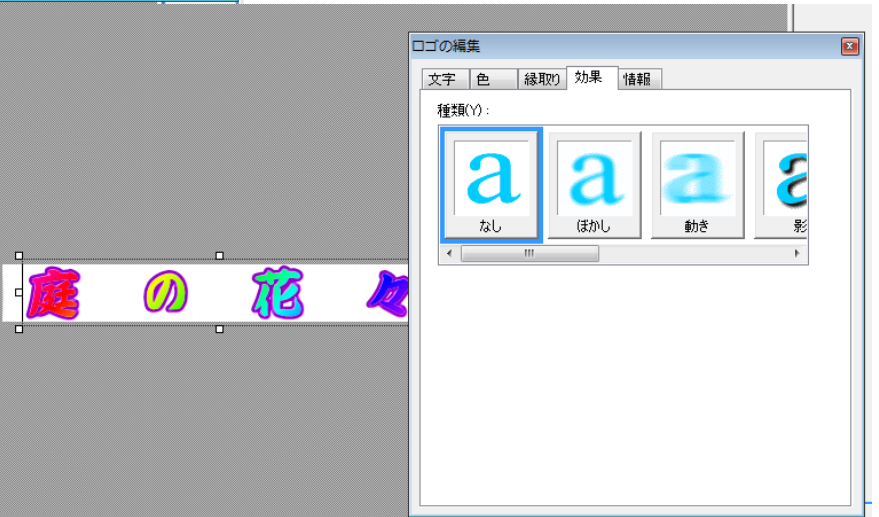 ロゴの編集
文字 色 縁取り 効果 情報
種類(Y):
a a a a
なし ぼかし 動き 影
庭の花々